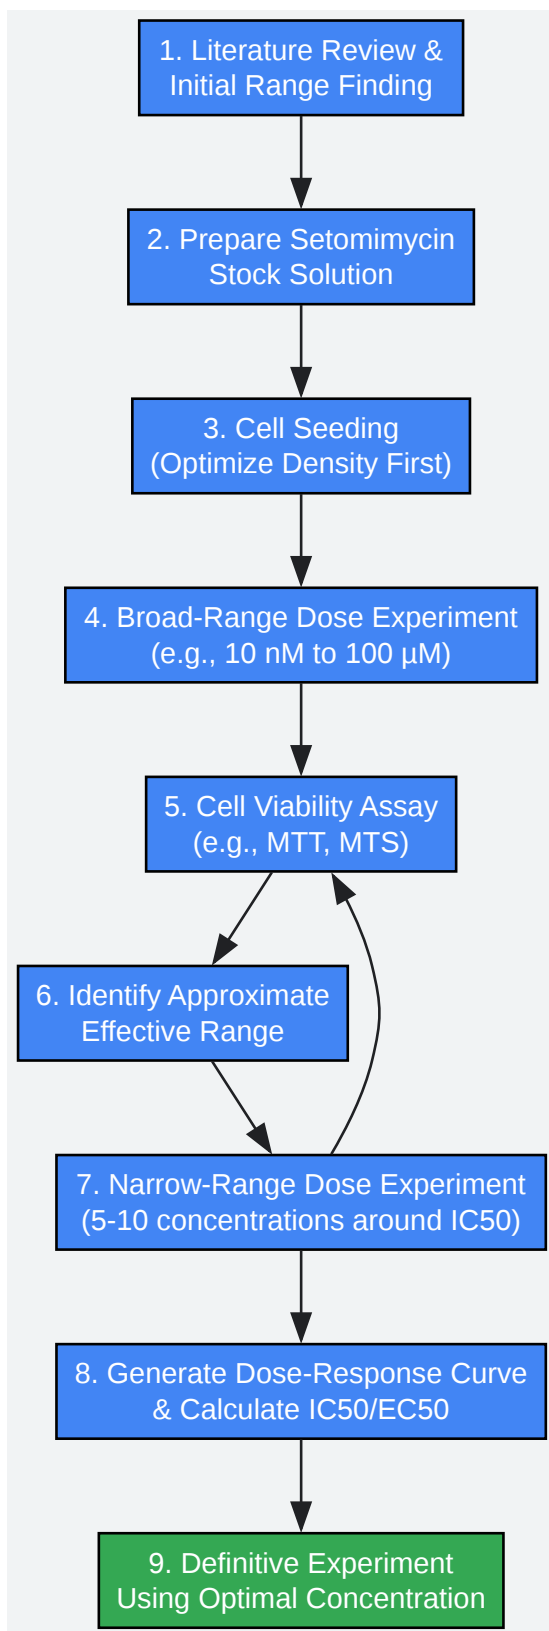 1. Literature Review &
Initial Range Finding
2. Prepare Setomimycin
Stock Solution
3. Cell Seeding
(Optimize Density First)
4. Broad-Range Dose Experiment
(e.g., 10 nM to 100 µM)
5. Cell Viability Assay
(e.g., MTT, MTS)
6. Identify Approximate
Effective Range
7. Narrow-Range Dose Experiment
(5-10 concentrations around IC50)
8. Generate Dose-Response Curve
& Calculate IC50/EC50
9. Definitive Experiment
Using Optimal Concentration